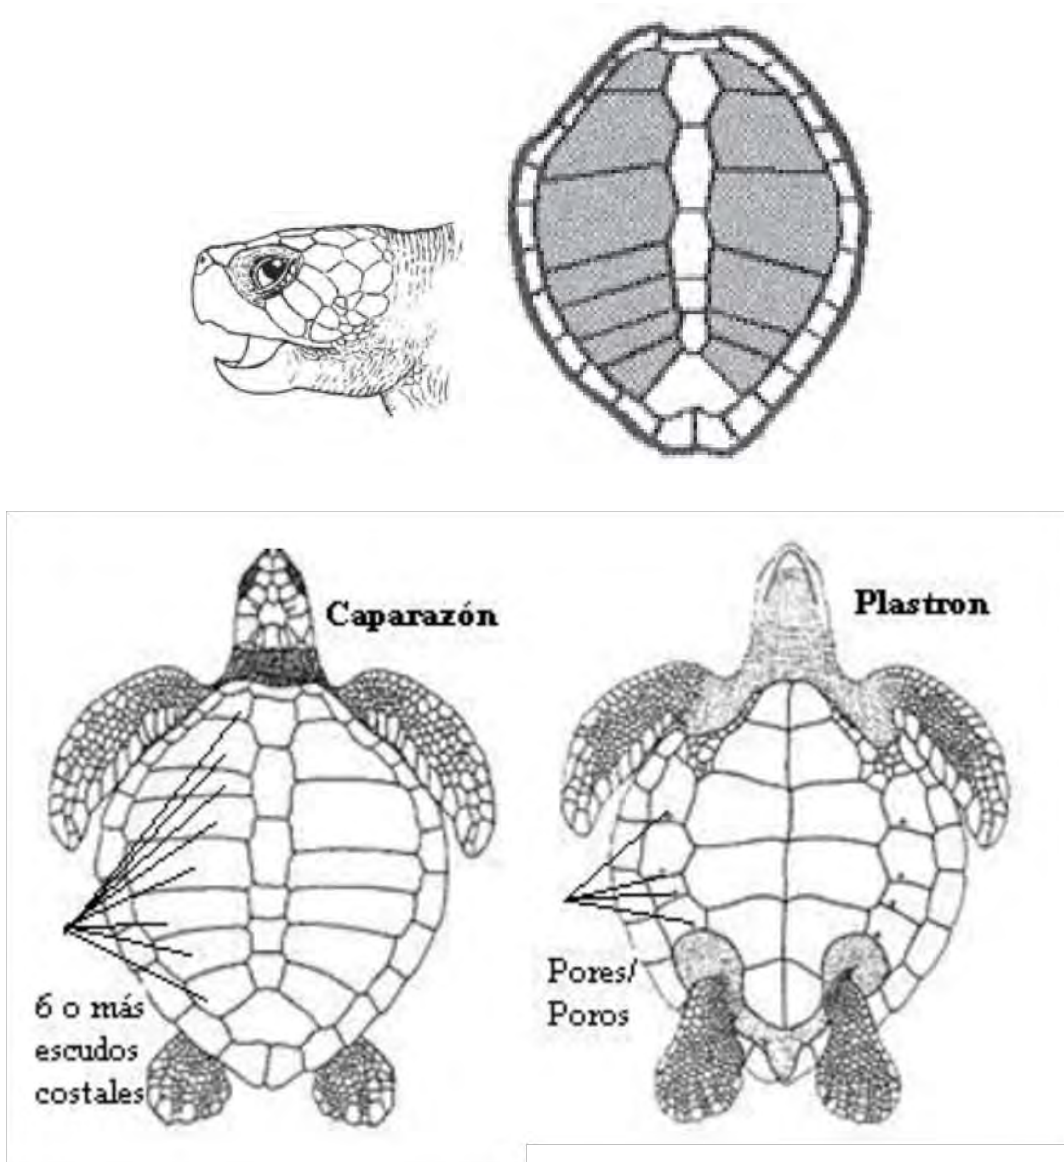 Caparazón
Plastron
6 o más
escudos
costales
Pores/
Poros